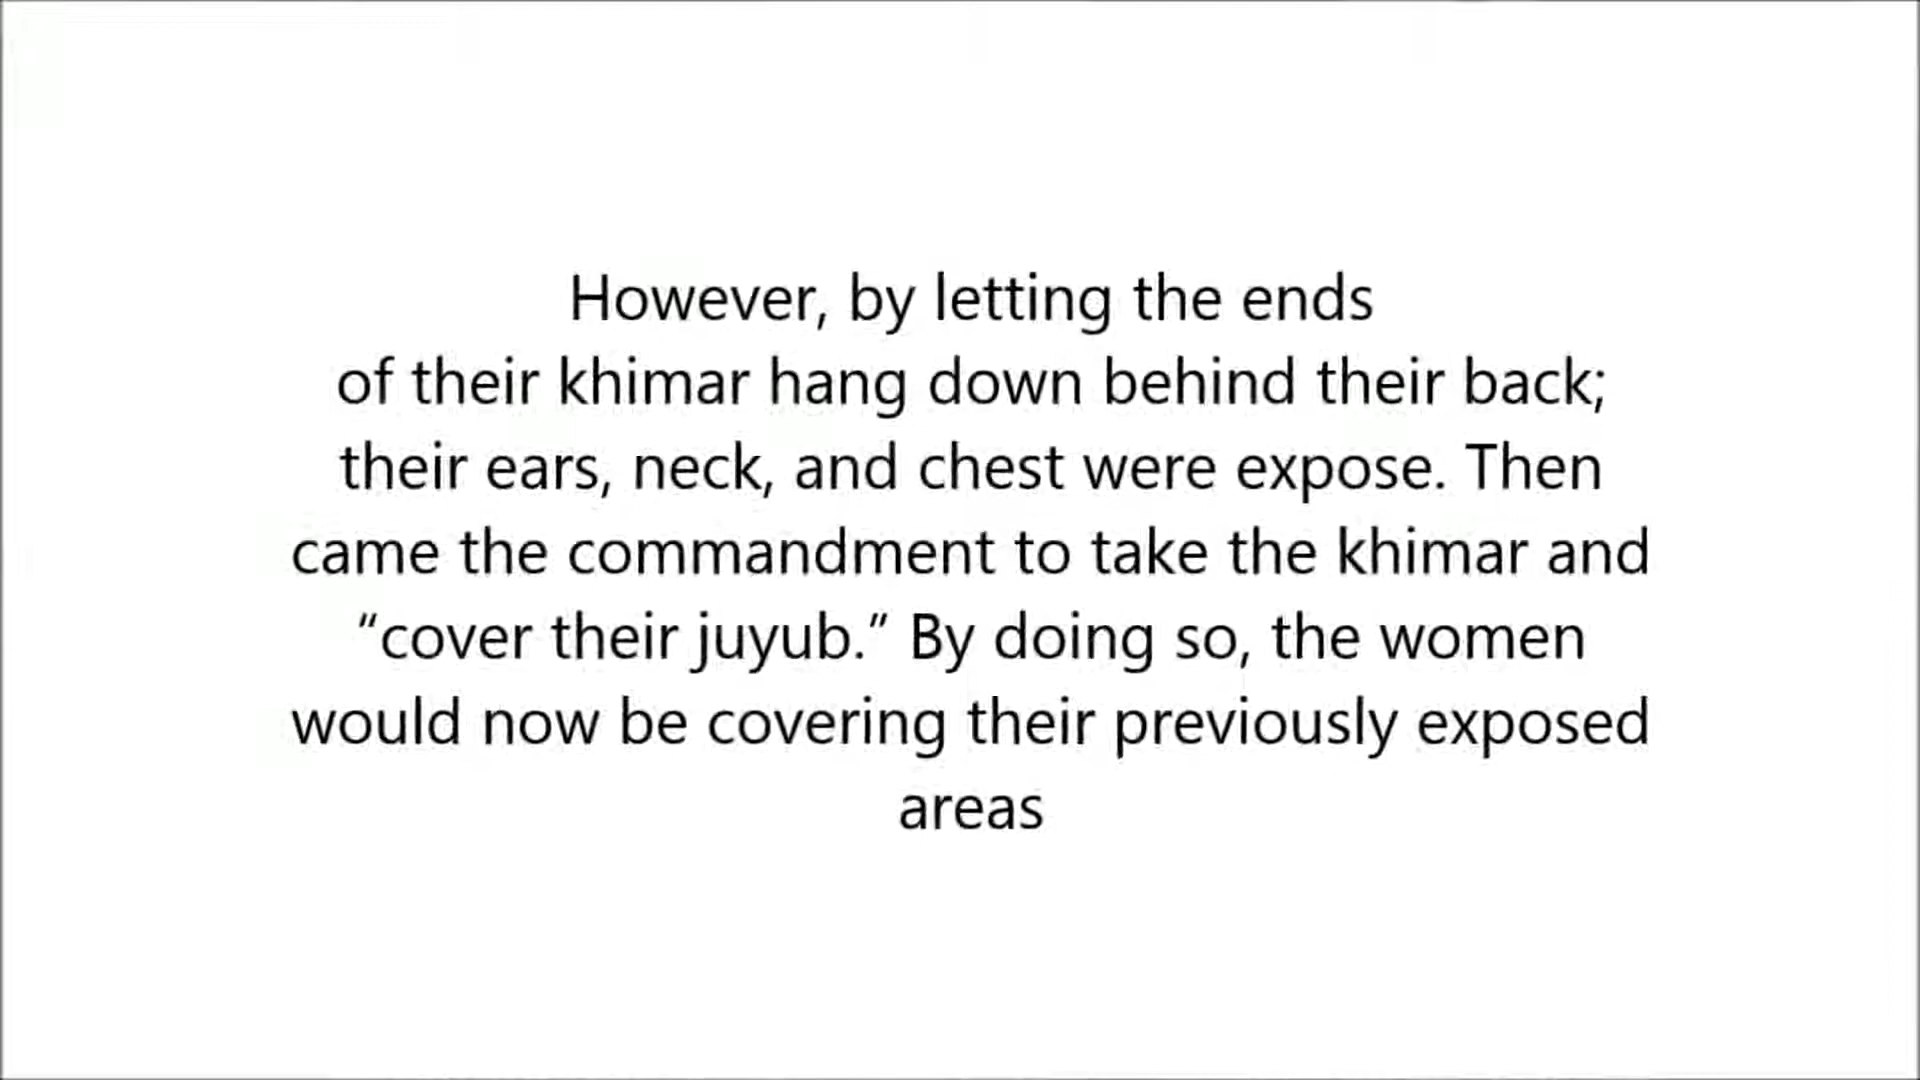 However, by letting the ends
of their khimar hang down behind their back;
their ears, neck, and chest were expose. Then
came the commandment to take the khimar and
“cover their juyub.” By doing so, the women
would now be covering their previously exposed
areas